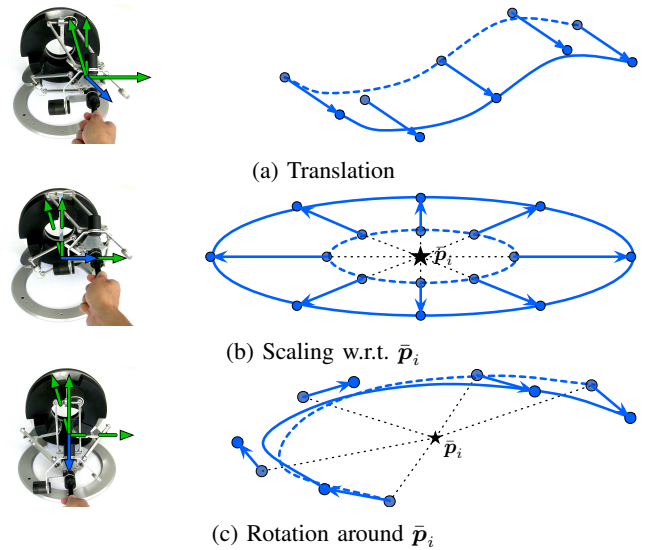 (a) Translation
p̄ᵢ
(b) Scaling w.r.t. p̄ᵢ
p̄ᵢ
(c) Rotation around p̄ᵢ